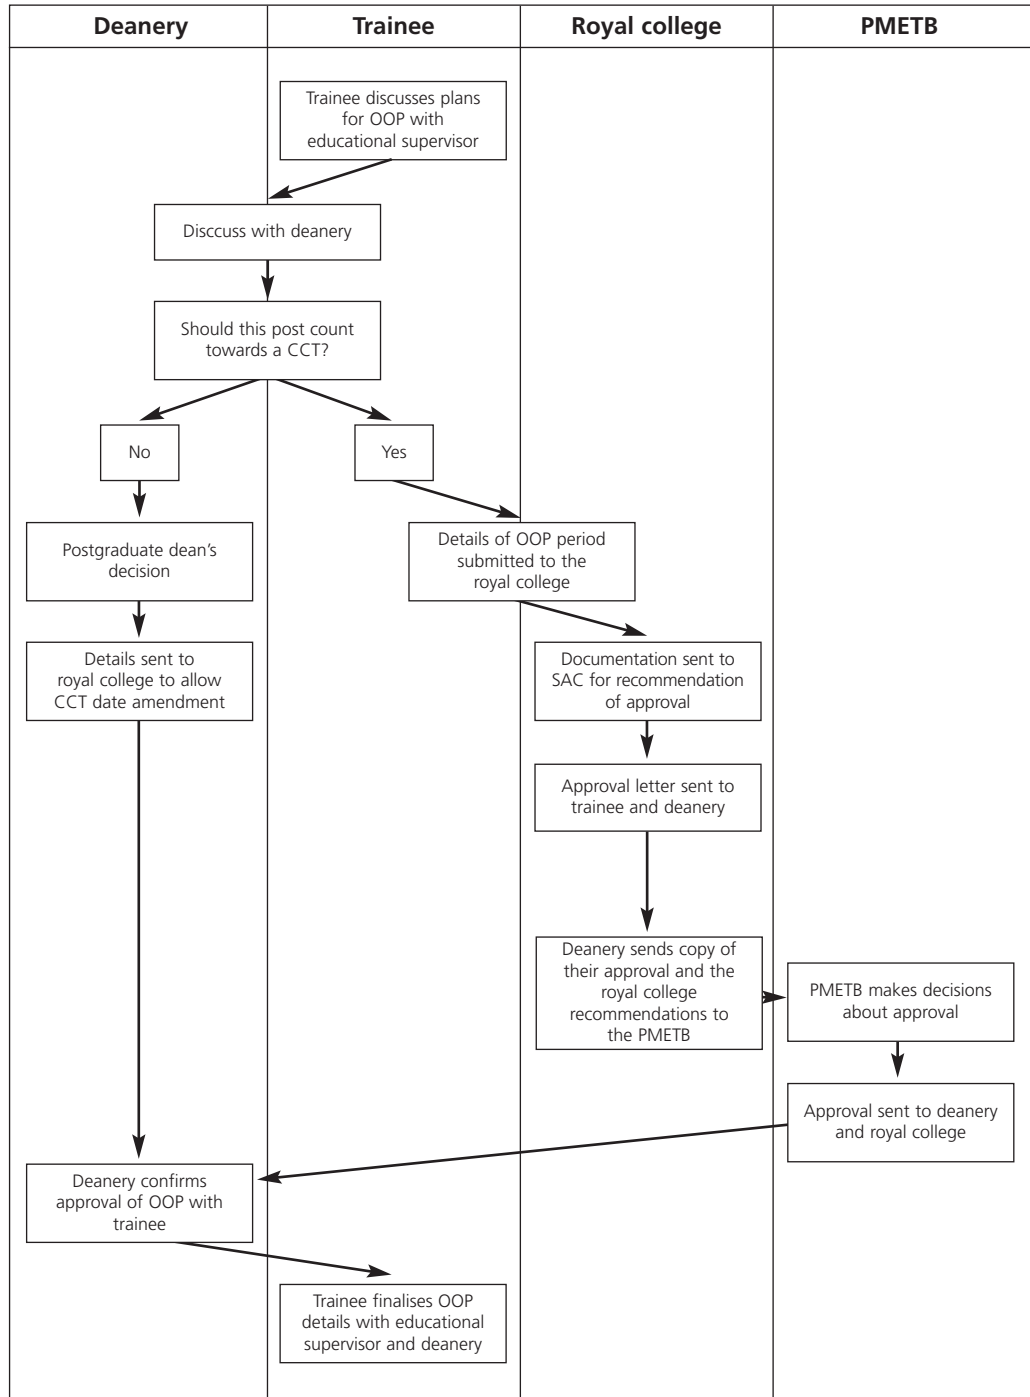 Deanery
Trainee
Royal college
PMETB
Trainee discusses plans
for OOP with
educational supervisor
Disccuss with deanery
Should this post count
towards a CCT?
No
Yes
Postgraduate dean's
decision
Details of OOP period
submitted to the
royal college
Details sent to
royal college to allow
CCT date amendment
Documentation sent to
SAC for recommendation
of approval
Approval letter sent to
trainee and deanery
Deanery sends copy of
their approval and the
royal college
recommendations to
the PMETB
PMETB makes decisions
about approval
Approval sent to deanery
and royal college
Deanery confirms
approval of OOP with
trainee
Trainee finalises OOP
details with educational
supervisor and deanery